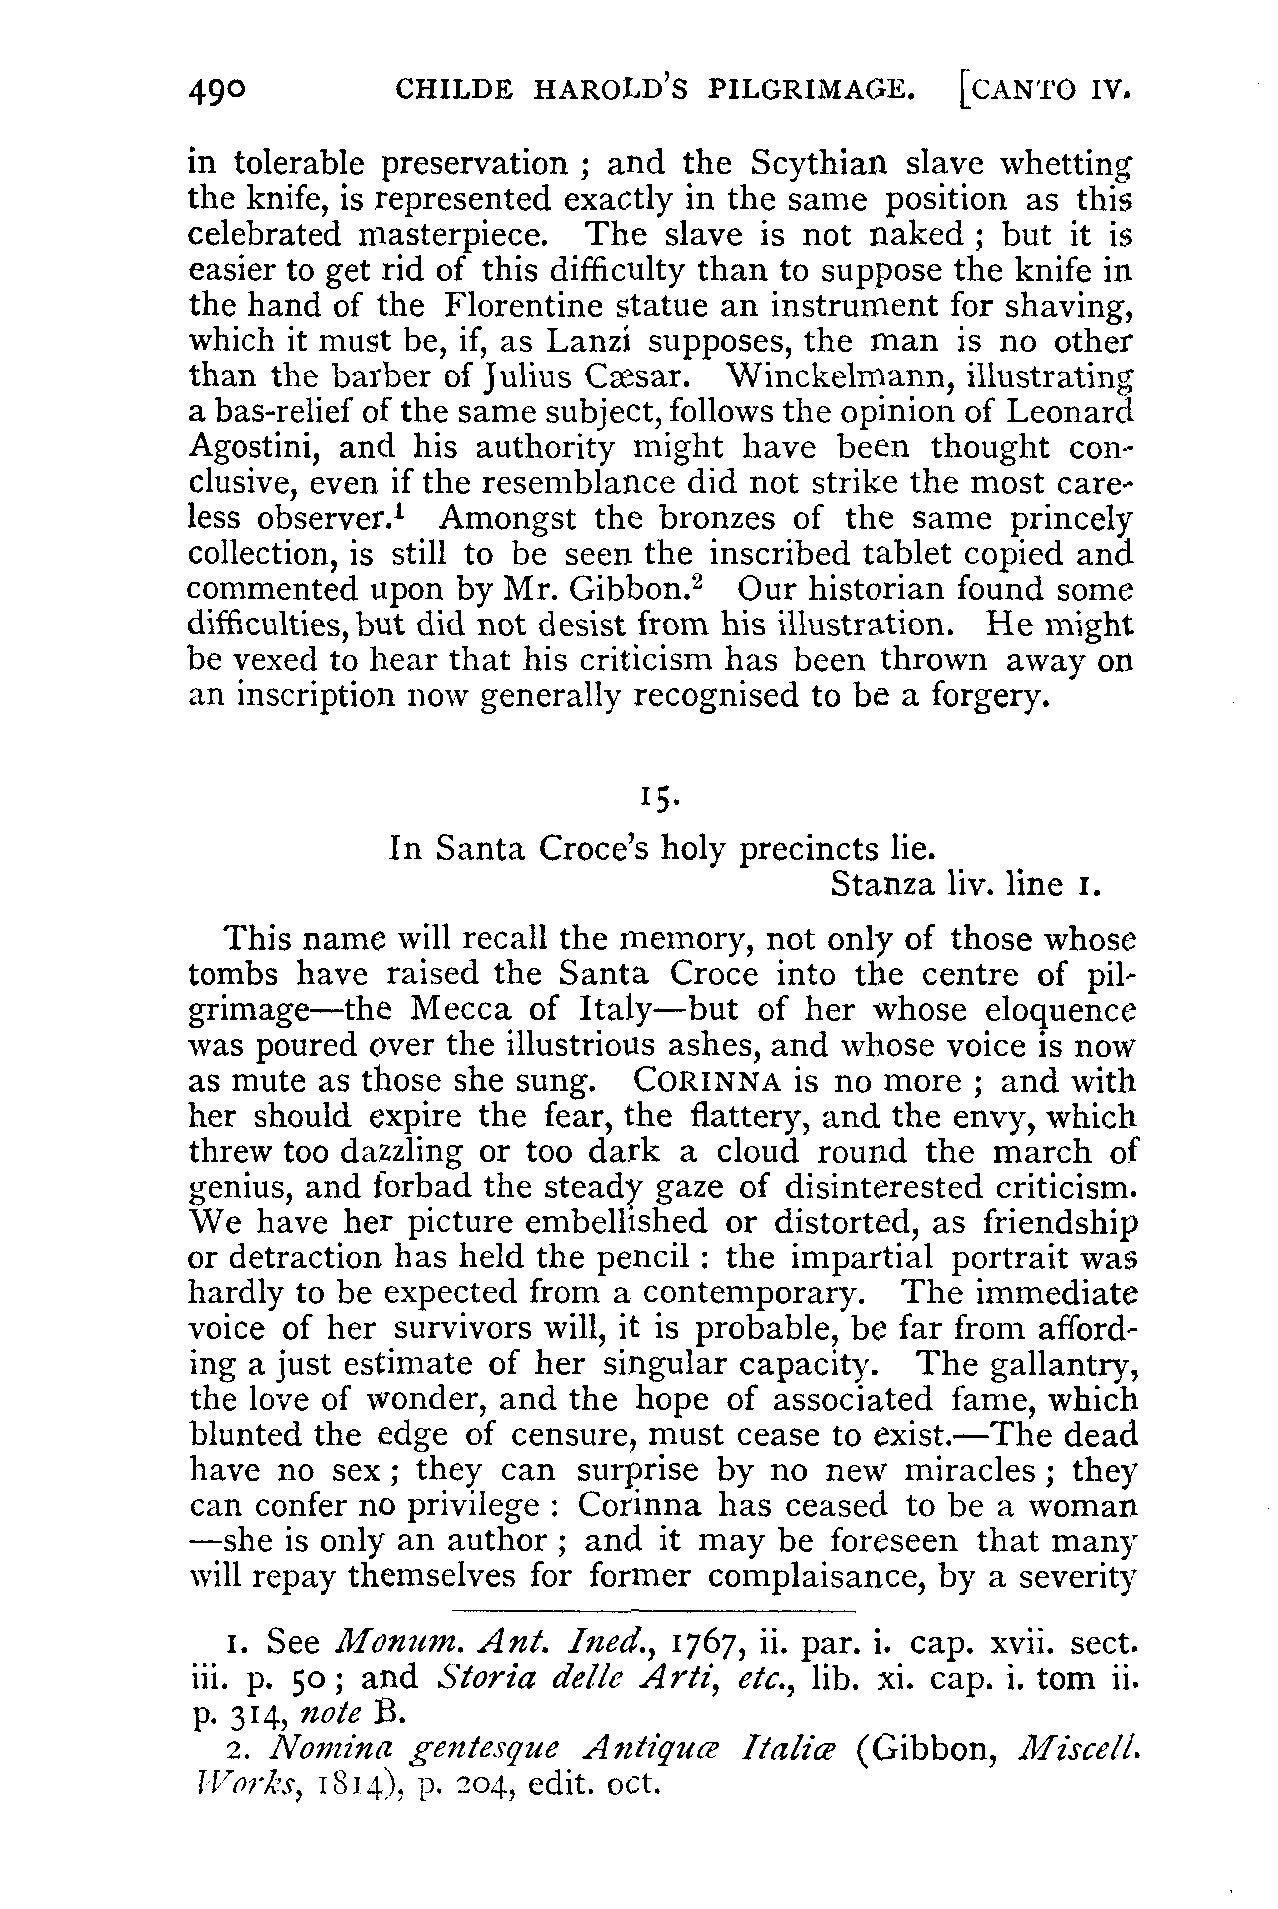 490 CHILDE HAROLD'S PILGRIMAGE. [CANTO IV.
in tolerable preservation ; and the Scythian slave whetting
the knife, is represented exactly in the same position as this
celebrated masterpiece. The slave is not naked ; but it is
easier to get rid of this difficulty than to suppose the knife in
the hand of the Florentine statue an instrument for shaving,
which it must be, if, as Lanzi supposes, the man is no other
than the barber of Julius Cæsar. Winckelmann, illustrating
a bas-relief of the same subject, follows the opinion of Leonard
Agostini, and his authority might have been thought con-
clusive, even if the resemblance did not strike the most care-
less observer.¹ Amongst the bronzes of the same princely
collection, is still to be seen the inscribed tablet copied and
commented upon by Mr. Gibbon.² Our historian found some
difficulties, but did not desist from his illustration. He might
be vexed to hear that his criticism has been thrown away on
an inscription now generally recognised to be a forgery.
15.
In Santa Croce's holy precincts lie.
Stanza liv. line 1.
This name will recall the memory, not only of those whose
tombs have raised the Santa Croce into the centre of pil-
grimage—the Mecca of Italy—but of her whose eloquence
was poured over the illustrious ashes, and whose voice is now
as mute as those she sung. CORINNA is no more ; and with
her should expire the fear, the flattery, and the envy, which
threw too dazzling or too dark a cloud round the march of
genius, and forbad the steady gaze of disinterested criticism.
We have her picture embellished or distorted, as friendship
or detraction has held the pencil : the impartial portrait was
hardly to be expected from a contemporary. The immediate
voice of her survivors will, it is probable, be far from afford-
ing a just estimate of her singular capacity. The gallantry,
the love of wonder, and the hope of associated fame, which
blunted the edge of censure, must cease to exist.—The dead
have no sex ; they can surprise by no new miracles ; they
can confer no privilege : Corinna has ceased to be a woman
—she is only an author ; and it may be foreseen that many
will repay themselves for former complaisance, by a severity
1. See Monum. Ant. Ined., 1767, ii. par. i. cap. xvii. sect.
iii. p. 50 ; and Storia delle Arti, etc., lib. xi. cap. i. tom ii.
p. 314, note B.
2. Nomina gentesque Antiquæ Italiæ (Gibbon, Miscell.
Works, 1814), p. 204, edit. oct.